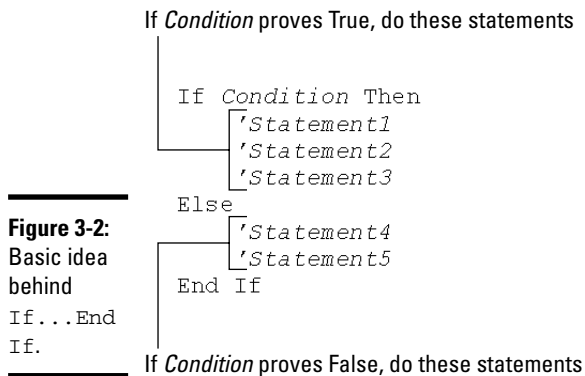 If Condition proves True, do these statements
If Condition Then
'Statement1
'Statement2
'Statement3
Else
'Statement4
'Statement5
End If
Figure 3-2:
Basic idea
behind
If...End
If.
If Condition proves False, do these statements